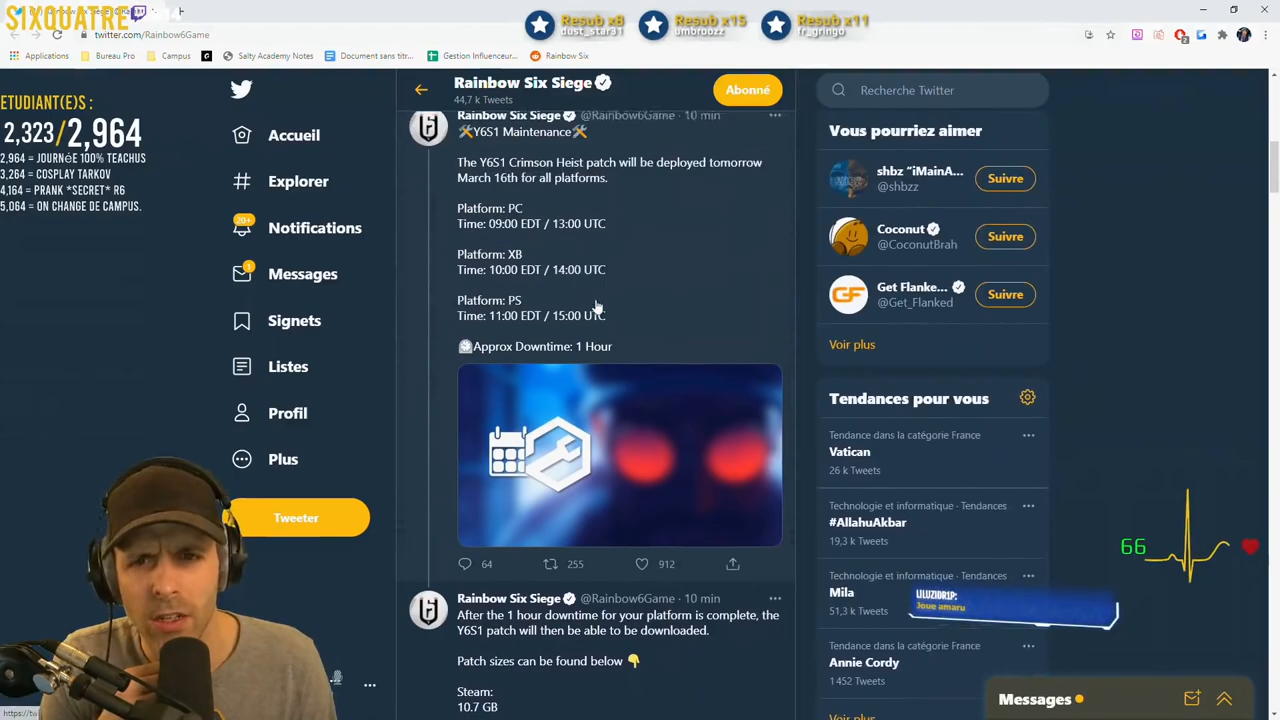 SIXQUATRE
Resub x8
dust_star31
Resub x15
umbroozz
Resub x11
fr_gringo
twitter.com/Rainbow6Game
Applications
Bureau Pro
Campus
Salty Academy Notes
Document sans titr...
Gestion Influenceur...
Rainbow Six
ETUDIANT(E)S :
2,323/2,964
2,964 = JOURNéE 100% TEACHUS
3,264 = COSPLAY TARKOV
4,164 = PRANK *SECRET* R6
5,064 = ON CHANGE DE CAMPUS.
Accueil
Explorer
20+
Notifications
Messages
Signets
Listes
Profil
Plus
Tweeter
Rainbow Six Siege
44,7 k Tweets
Abonné
Rainbow Six Siege @Rainbow6Game · 10 min
Y6S1 Maintenance
The Y6S1 Crimson Heist patch will be deployed tomorrow
March 16th for all platforms.
Platform: PC
Time: 09:00 EDT / 13:00 UTC
Platform: XB
Time: 10:00 EDT / 14:00 UTC
Platform: PS
Time: 11:00 EDT / 15:00 UTC
Approx Downtime: 1 Hour
64
255
912
Rainbow Six Siege @Rainbow6Game · 10 min
After the 1 hour downtime for your platform is complete, the
Y6S1 patch will then be able to be downloaded.
Patch sizes can be found below
Steam:
10.7 GB
Recherche Twitter
Vous pourriez aimer
shbz "iMainA...
@shbzz
Suivre
Coconut
@CoconutBrah
Suivre
Get Flanke...
@Get_Flanked
Suivre
Voir plus
Tendances pour vous
Tendance dans la catégorie France
Vatican
26 k Tweets
Technologie et informatique · Tendances
#AllahuAkbar
19,3 k Tweets
Technologie et informatique · Tendances
Mila
51,3 k Tweets
Tendance dans la catégorie France
Annie Cordy
1 452 Tweets
Voir plus
66
LILUZIDR1P:
Joue amaru
Messages